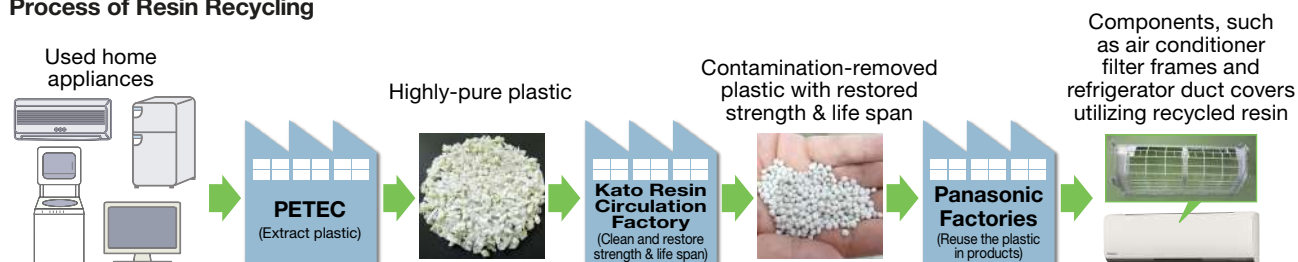 Process of Resin Recycling
Used home
appliances
PETEC
(Extract plastic)
Highly-pure plastic
Kato Resin
Circulation
Factory
(Clean and restore
strength & life span)
Contamination-removed
plastic with restored
strength & life span
Panasonic
Factories
(Reuse the plastic
in products)
Components, such
as air conditioner
filter frames and
refrigerator duct covers
utilizing recycled resin